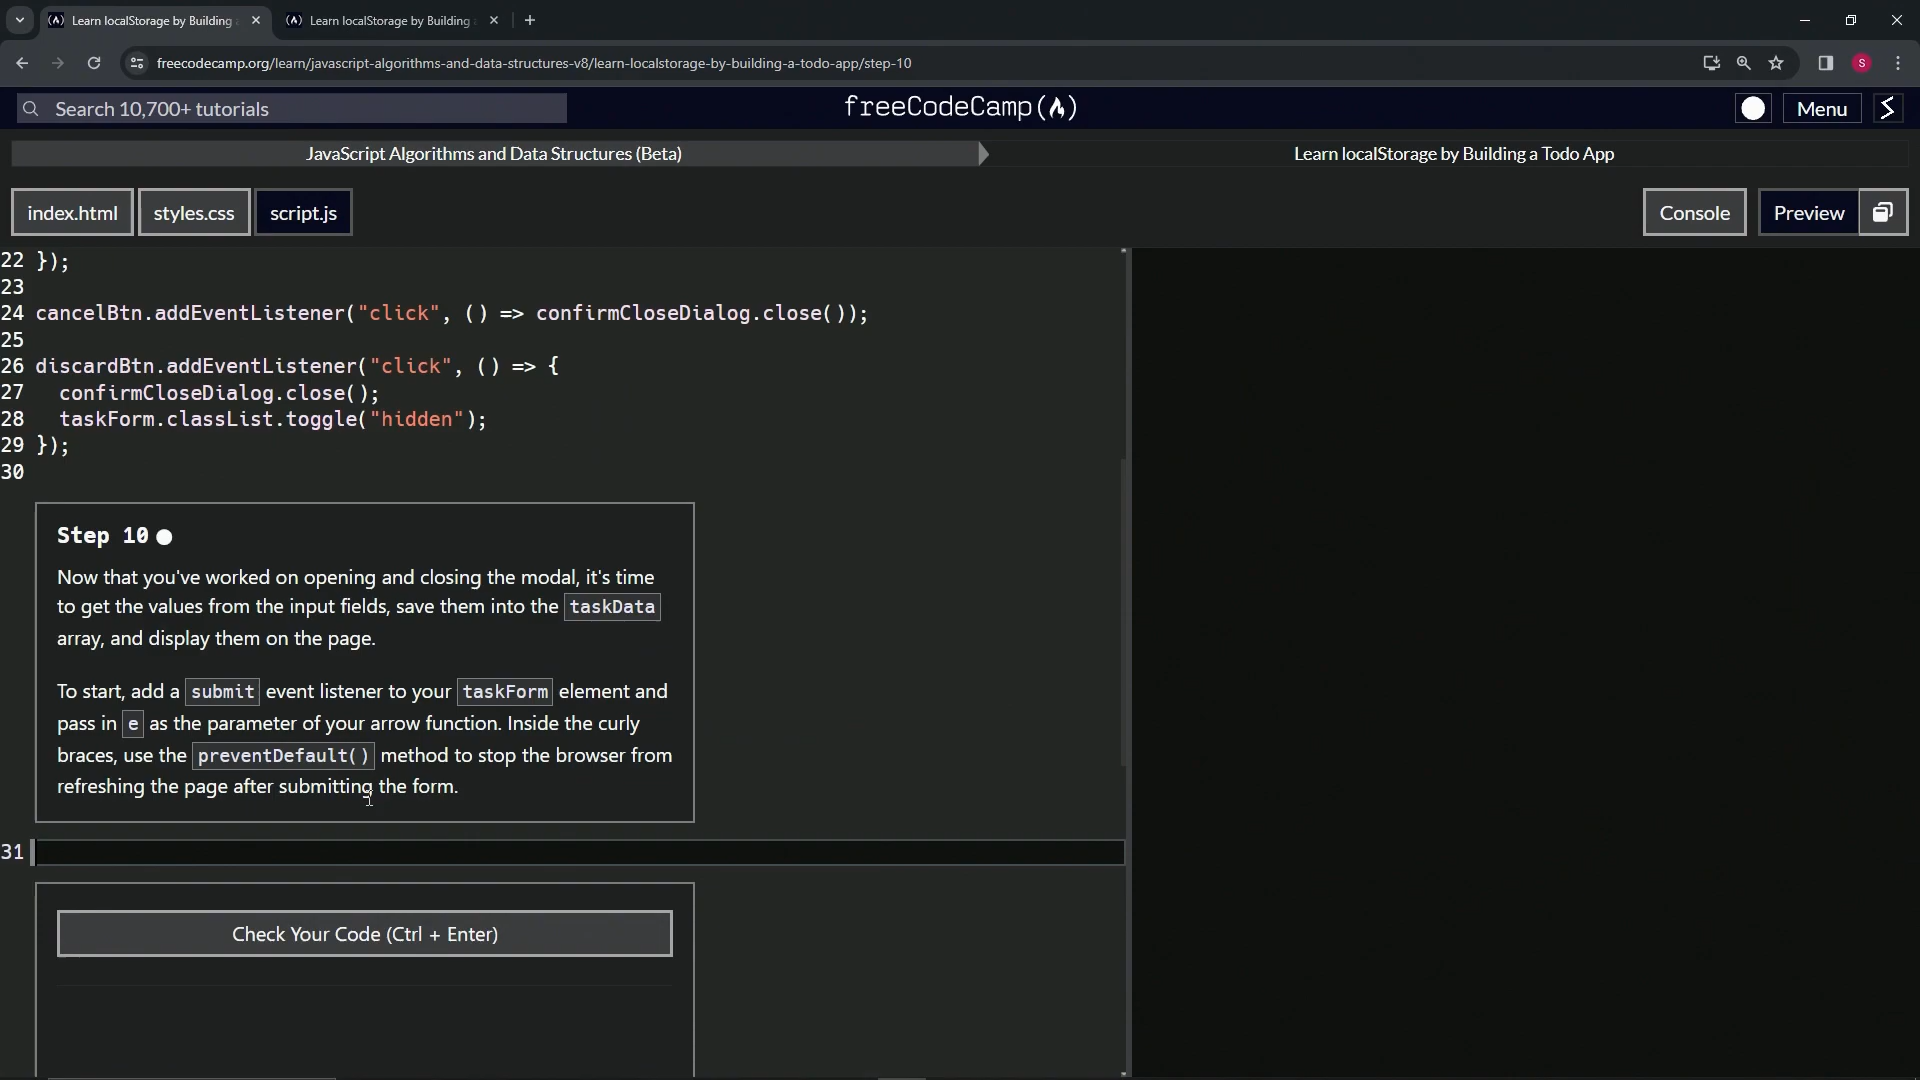 Learn localStorage by Building
Learn localStorage by Building
freecodecamp.org/learn/javascript-algorithms-and-data-structures-v8/learn-localstorage-by-building-a-todo-app/step-10
S
Search 10,700+ tutorials
freeCodeCamp
Menu
JavaScript Algorithms and Data Structures (Beta)
Learn localStorage by Building a Todo App
index.html
styles.css
script.js
Console
Preview
22 });
23
24 cancelBtn.addEventListener("click", () => confirmCloseDialog.close());
25
26 discardBtn.addEventListener("click", () => {
27 confirmCloseDialog.close();
28 taskForm.classList.toggle("hidden");
29 });
30
Step 10
Now that you've worked on opening and closing the modal, it's time
to get the values from the input fields, save them into the taskData
array, and display them on the page.
To start, add a submit event listener to your taskForm element and
pass in e as the parameter of your arrow function. Inside the curly
braces, use the preventDefault() method to stop the browser from
refreshing the page after submitting the form.
31
Check Your Code (Ctrl + Enter)